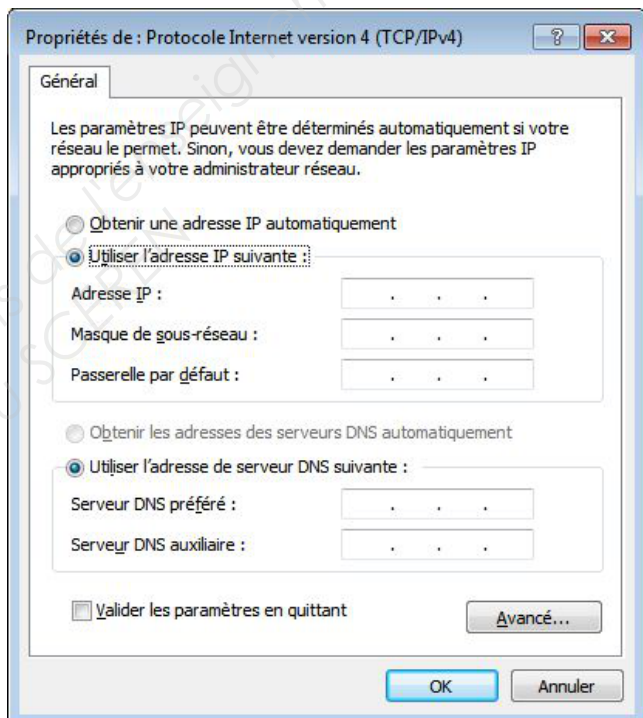 Propriétés de : Protocole Internet version 4 (TCP/IPv4)
Général
Les paramètres IP peuvent être déterminés automatiquement si votre
réseau le permet. Sinon, vous devez demander les paramètres IP
appropriés à votre administrateur réseau.
Obtenir une adresse IP automatiquement
Utiliser l'adresse IP suivante :
Adresse IP :
Masque de sous-réseau :
Passerelle par défaut :
Obtenir les adresses des serveurs DNS automatiquement
Utiliser l'adresse de serveur DNS suivante :
Serveur DNS préféré :
Serveur DNS auxiliaire :
Valider les paramètres en quittant
Avancé...
OK
Annuler
de l'enseign
SCEREN